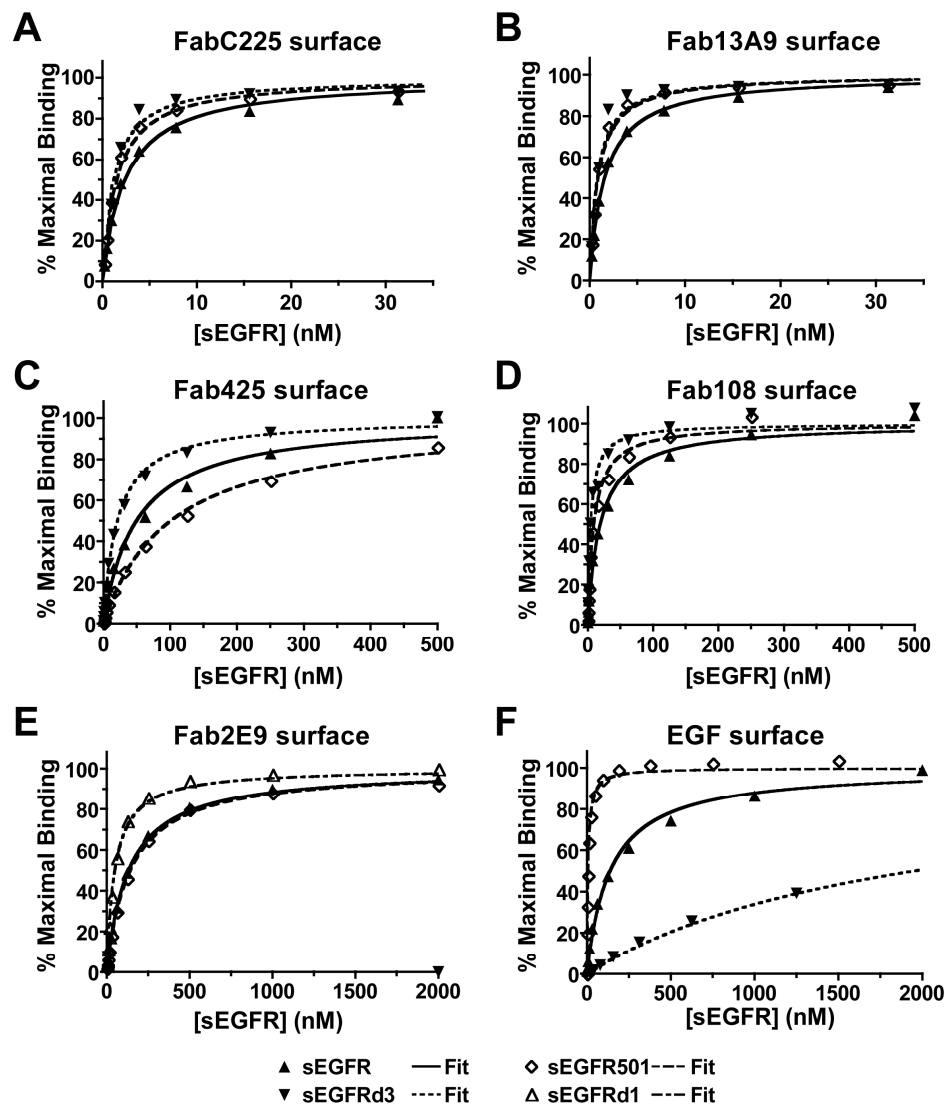 A
FabC225 surface
% Maximal Binding
100
80
60
40
20
0
0 10 20 30
[sEGFR] (nM)
B
Fab13A9 surface
% Maximal Binding
100
80
60
40
20
0
0 10 20 30
[sEGFR] (nM)
C
Fab425 surface
% Maximal Binding
100
80
60
40
20
0
0 100 200 300 400 500
[sEGFR] (nM)
D
Fab108 surface
% Maximal Binding
100
80
60
40
20
0
0 100 200 300 400 500
[sEGFR] (nM)
E
Fab2E9 surface
% Maximal Binding
100
80
60
40
20
0
0 500 1000 1500 2000
[sEGFR] (nM)
F
EGF surface
% Maximal Binding
100
80
60
40
20
0
0 500 1000 1500 2000
[sEGFR] (nM)
sEGFR Fit sEGFR501 Fit
sEGFRd3 Fit sEGFRd1 Fit